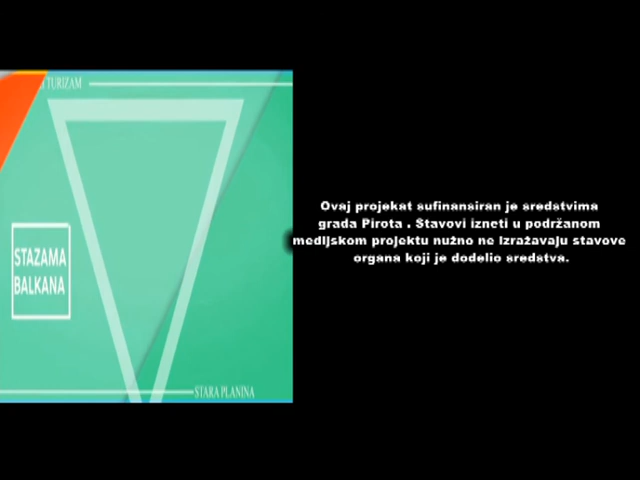 TURIZAM
STAZAMA
BALKANA
STARA PLANINA
Ovaj projekat sufinansiran je sredstvima
grada Pirota . Stavovi izneti u podržanom
medijskom projektu nužno ne izražavaju stavove
organa koji je dodelio sredstva.